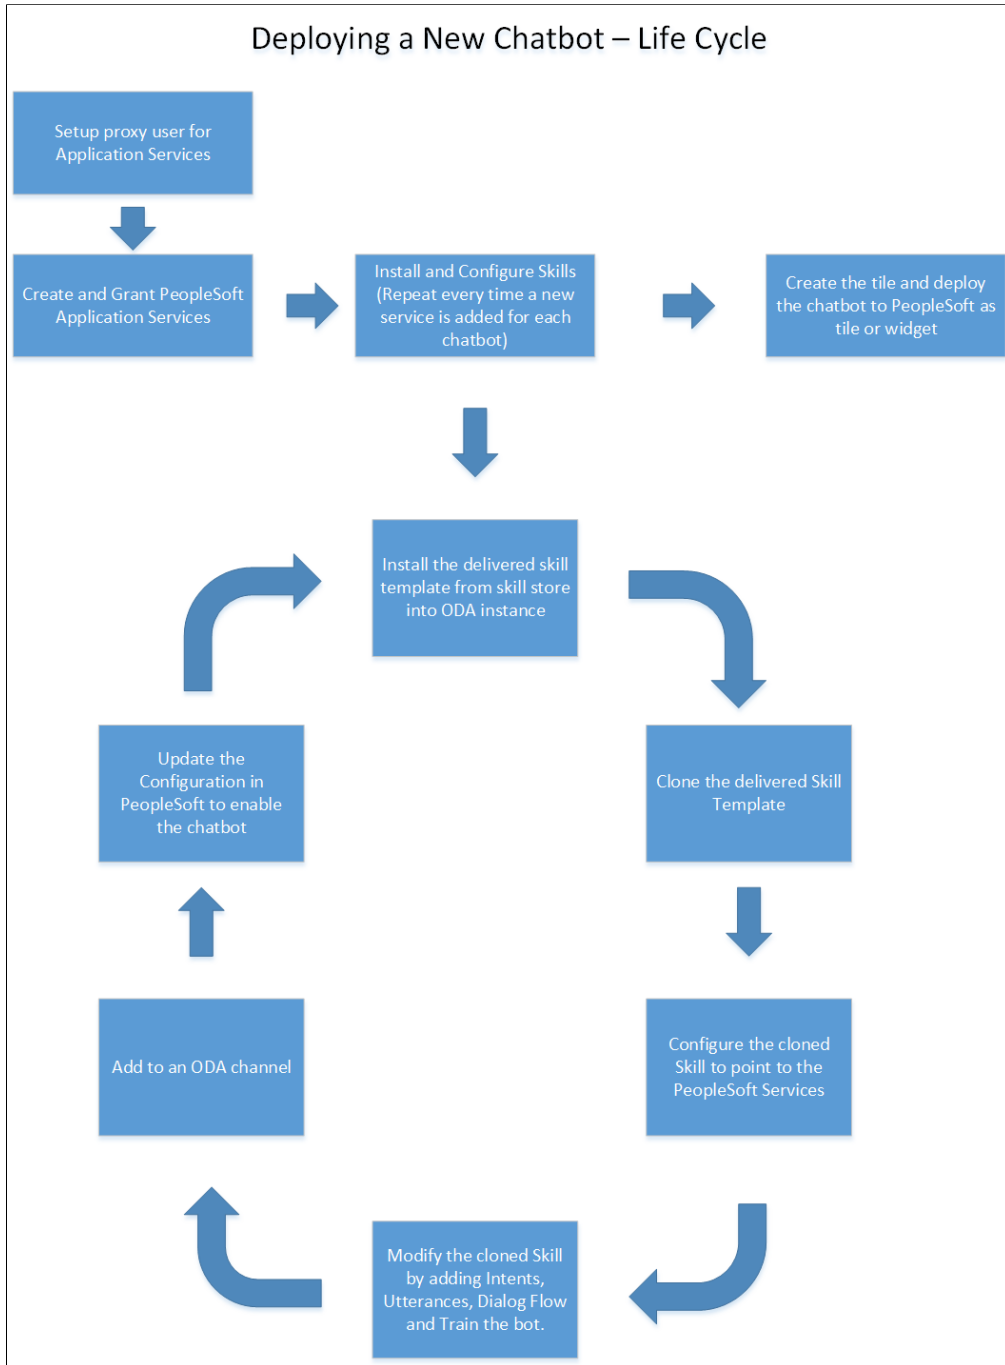 Deploying a New Chatbot – Life Cycle
Setup proxy user for
Application Services
Create and Grant PeopleSoft
Application Services
Install and Configure Skills
(Repeat every time a new
service is added for each
chatbot)
Create the tile and deploy
the chatbot to PeopleSoft as
tile or widget
Install the delivered skill
template from skill store
into ODA instance
Clone the delivered Skill
Template
Configure the cloned
Skill to point to the
PeopleSoft Services
Modify the cloned Skill
by adding Intents,
Utterances, Dialog Flow
and Train the bot.
Add to an ODA channel
Update the
Configuration in
PeopleSoft to enable
the chatbot